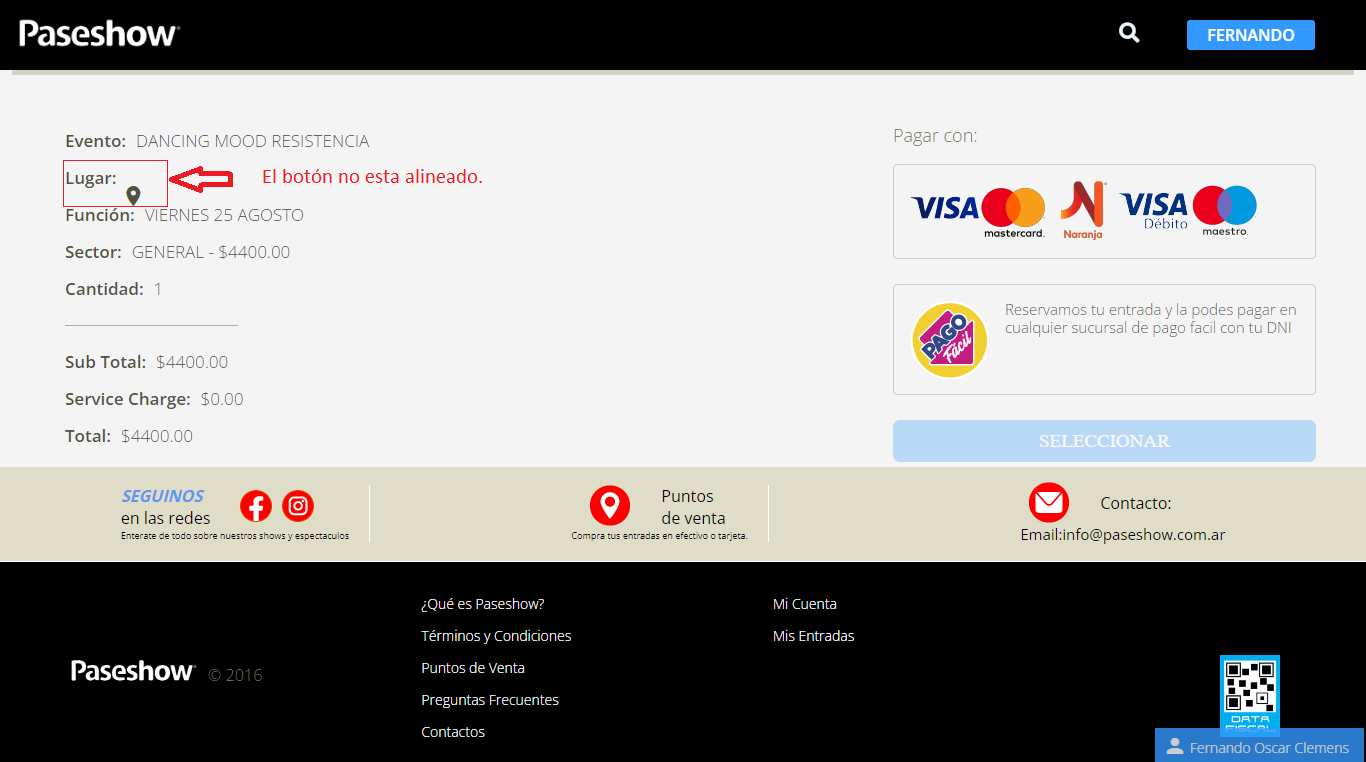 Paseshow
FERNANDO
Evento: DANCING MOOD RESISTENCIA
Lugar:
El botón no esta alineado.
Función: VIERNES 25 AGOSTO
Sector: GENERAL - $4400.00
Cantidad: 1
Sub Total: $4400.00
Service Charge: $0.00
Total: $4400.00
Pagar con:
VISA
mastercard.
Naranja
VISA
Débito
maestro.
PAGO
Fácil
Reservamos tu entrada y la podes pagar en
cualquier sucursal de pago facil con tu DNI
SELECCIONAR
SEGUINOS
en las redes
Enterate de todo sobre nuestros shows y espectaculos
Puntos
de venta
Compra tus entradas en efectivo o tarjeta.
Contacto:
Email:info@paseshow.com.ar
Paseshow © 2016
¿Qué es Paseshow?
Términos y Condiciones
Puntos de Venta
Preguntas Frecuentes
Contactos
Mi Cuenta
Mis Entradas
DATA
FISCAL
Fernando Oscar Clemens